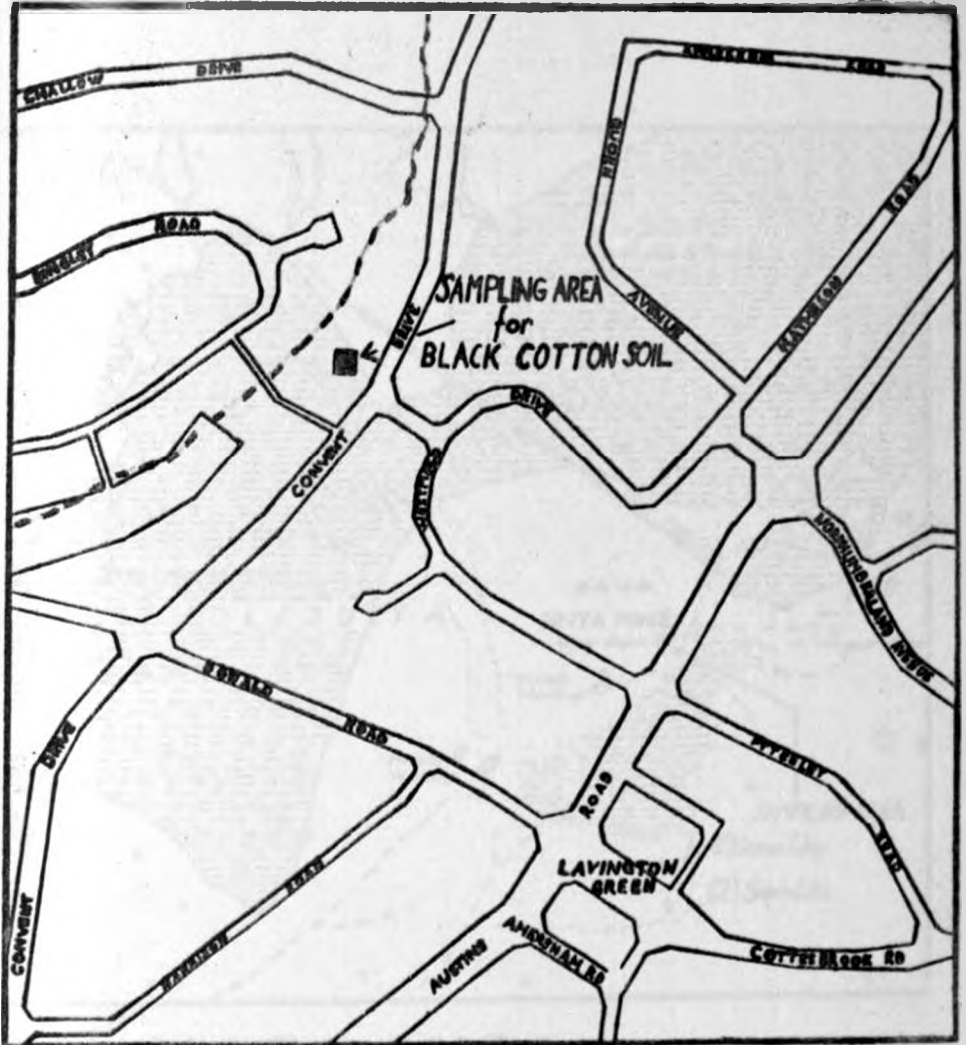 CHALLOW DRIVE
ROAD
SAMPLING AREA
for
BLACK COTTON SOIL
DRIVE
AVENUE
ROAD
DRIVE
CONVENT
NORTHUMBERLAND AVENUE
ROAD
DRIVE
ROAD
ROAD
ROAD
LAVINGTON
GREEN
CONVENT
AUSTINS
AMERSHAM RD
COTTESBROOK RD